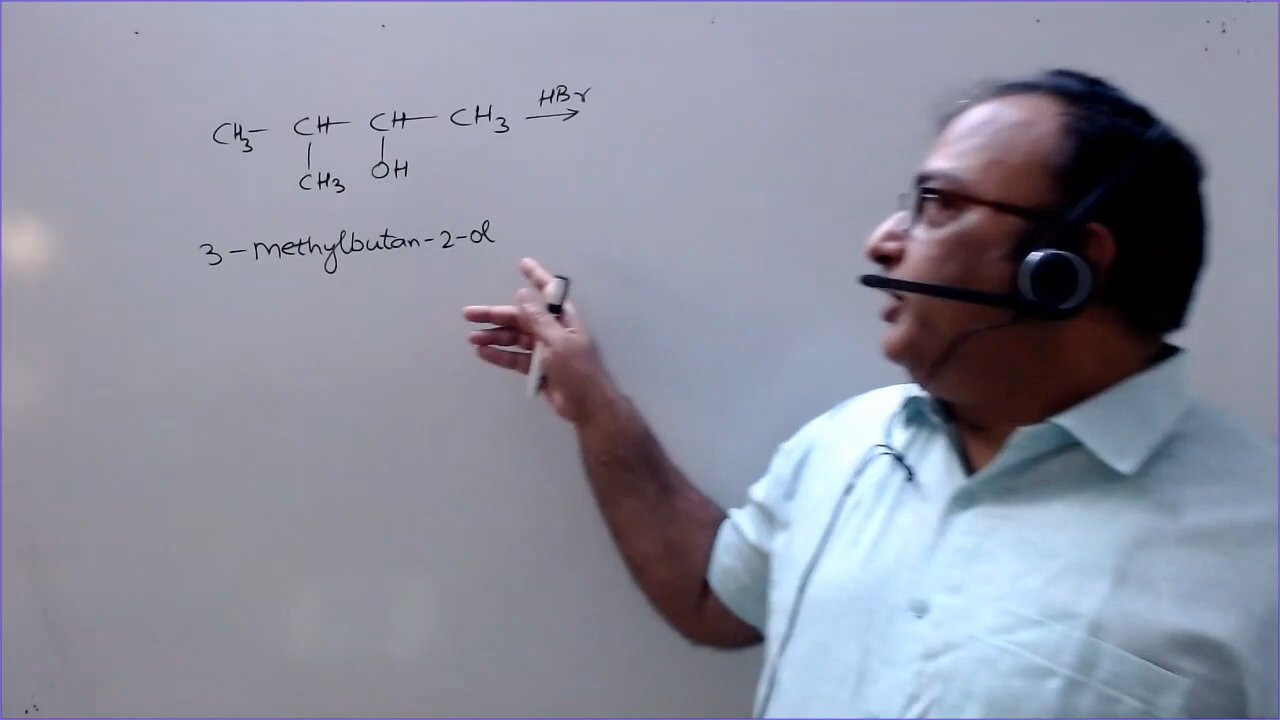 HBr
CH3 — CH — CH — CH3 →
CH3 OH
3-methylbutan-2-ol